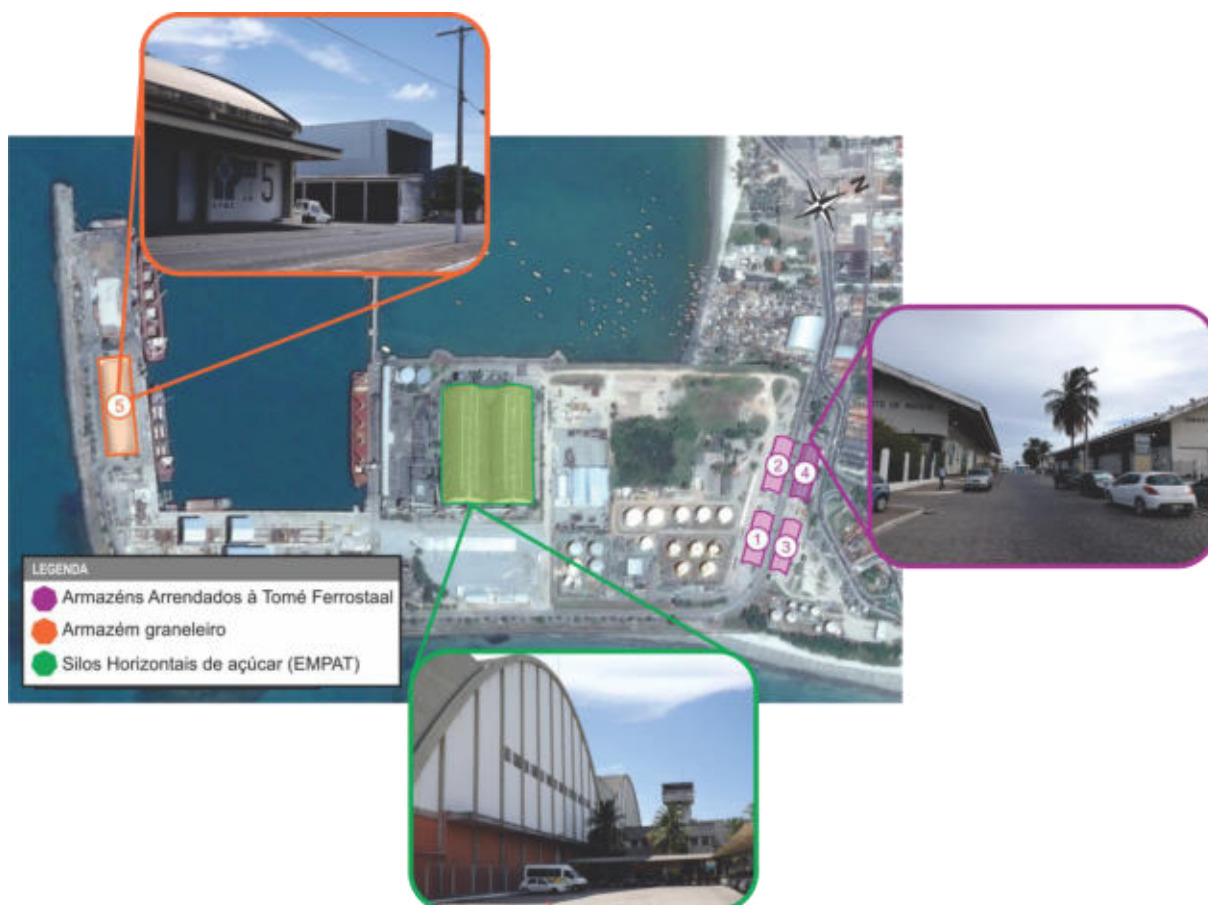 5
N
5
2
4
1
3
LEGENDA
Armazéns Arrendados à Tomé Ferrostaal
Armazém graneleiro
Silos Horizontais de açúcar (EMPAT)